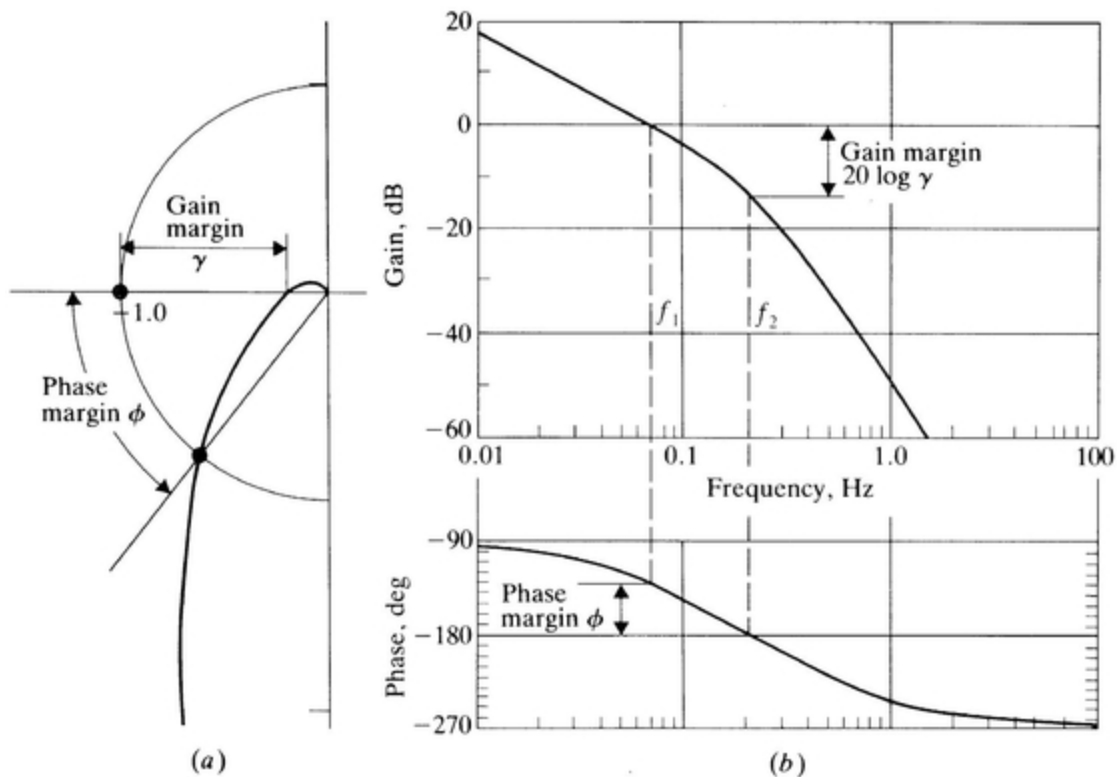 Gain
margin
γ
−1.0
Phase
margin ϕ
(a)
20
0
−20
−40
−60
Gain, dB
Gain margin
20 log γ
f₁
f₂
0.01
0.1
1.0
100
Frequency, Hz
−90
−180
−270
Phase, deg
Phase
margin ϕ
(b)